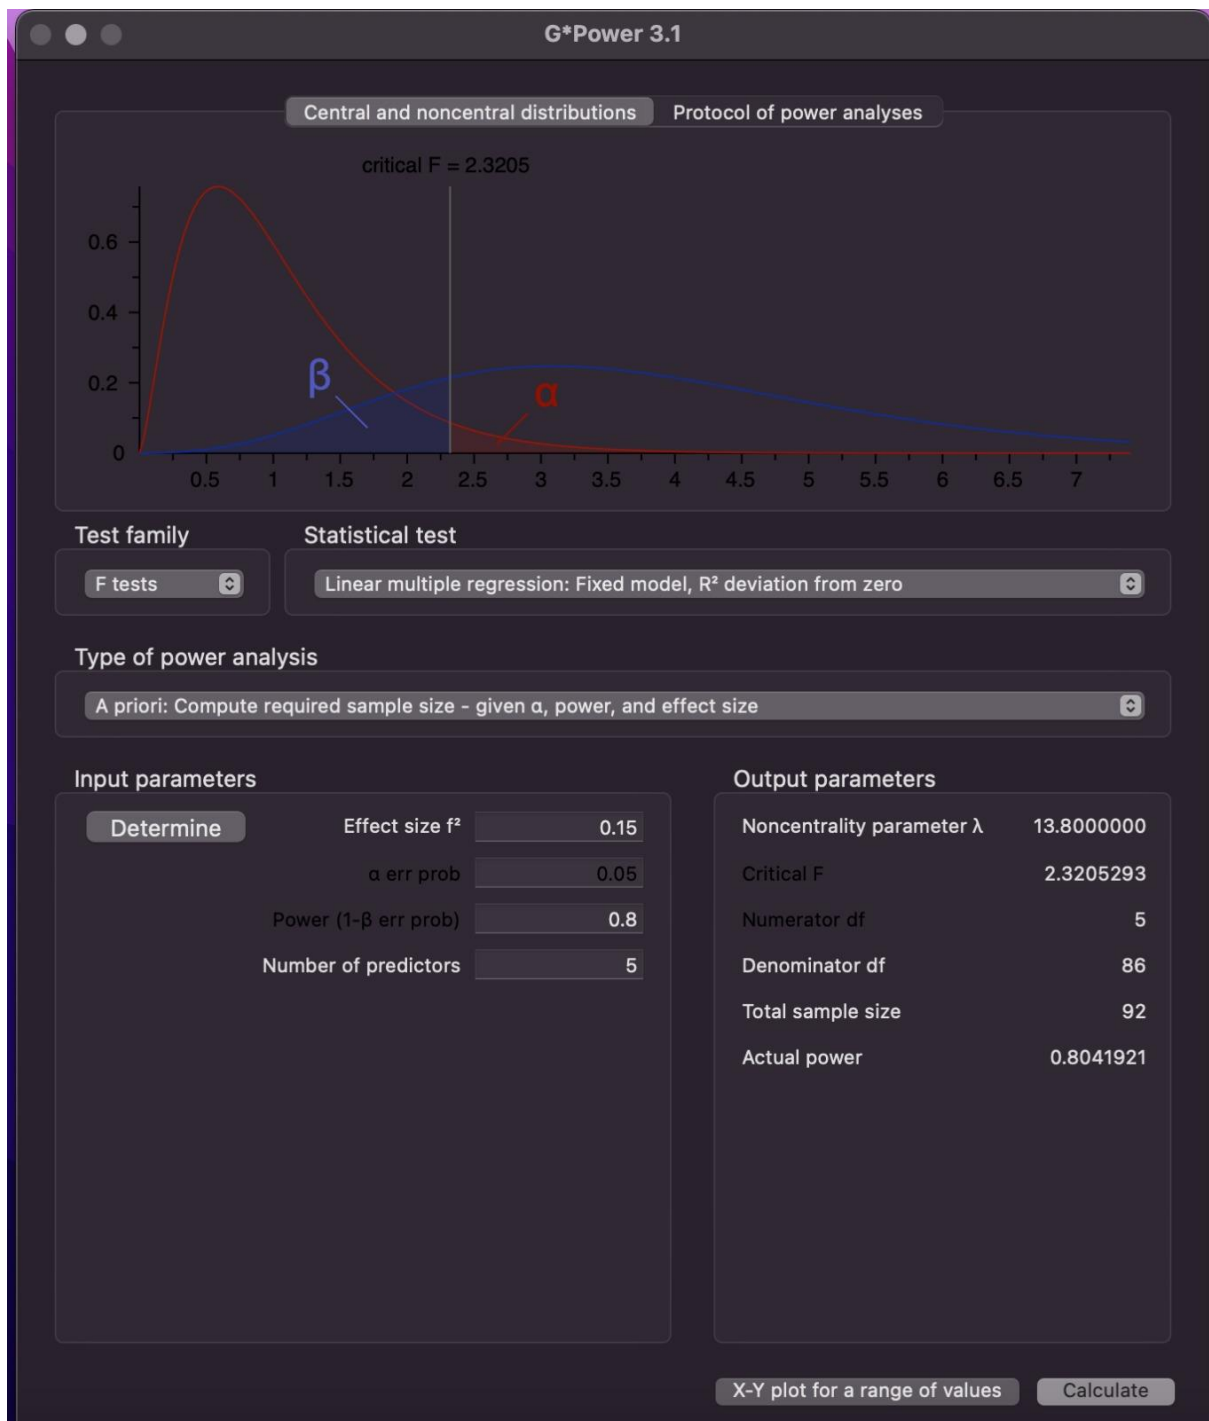 G*Power 3.1
Central and noncentral distributions Protocol of power analyses
critical F = 2.3205
0.6
0.4
0.2
0
β
α
0.5 1 1.5 2 2.5 3 3.5 4 4.5 5 5.5 6 6.5 7
Test family Statistical test
F tests Linear multiple regression: Fixed model, R² deviation from zero
Type of power analysis
A priori: Compute required sample size - given α, power, and effect size
Input parameters Output parameters
Determine Effect size f² 0.15 Noncentrality parameter λ 13.8000000
α err prob 0.05 Critical F 2.3205293
Power (1-β err prob) 0.8 Numerator df 5
Number of predictors 5 Denominator df 86
Total sample size 92
Actual power 0.8041921
X-Y plot for a range of values Calculate